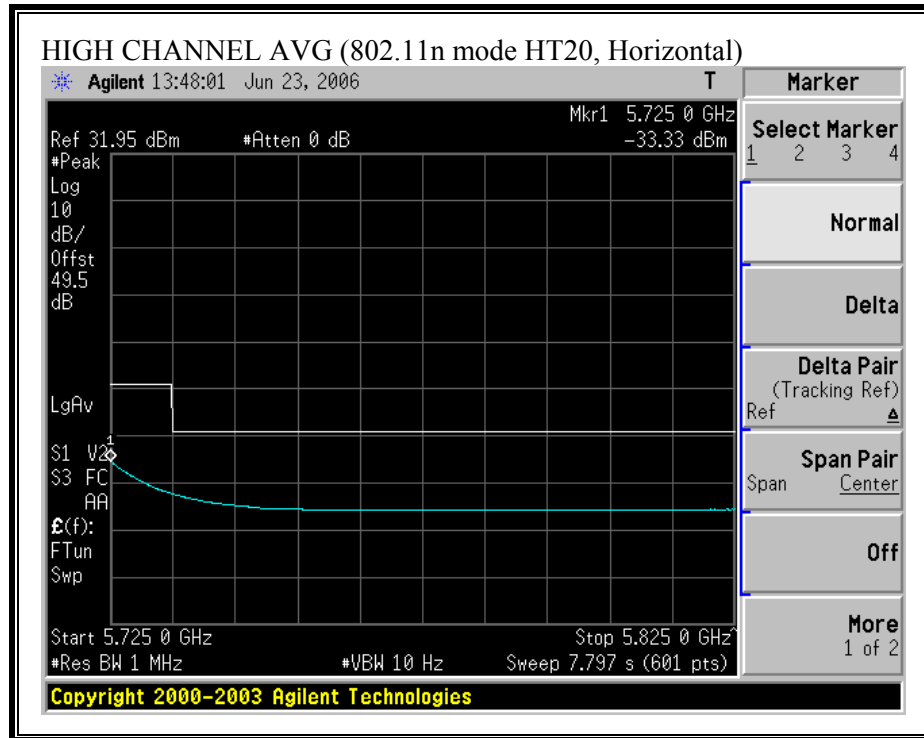 HIGH CHANNEL AVG (802.11n mode HT20, Horizontal)
Agilent 13:48:01 Jun 23, 2006 T
Mkr1 5.725 0 GHz
Ref 31.95 dBm #Atten 0 dB -33.33 dBm
#Peak
Log
10
dB/
Offst
49.5
dB
LgAv
1
S1 V2
S3 FC
AA
£(f):
FTun
Swp
Start 5.725 0 GHz Stop 5.825 0 GHz^
#Res BW 1 MHz #VBW 10 Hz Sweep 7.797 s (601 pts)
Copyright 2000-2003 Agilent Technologies
Marker
Select Marker
1 2 3 4
Normal
Delta
Delta Pair
(Tracking Ref)
Ref Δ
Span Pair
Span Center
Off
More
1 of 2